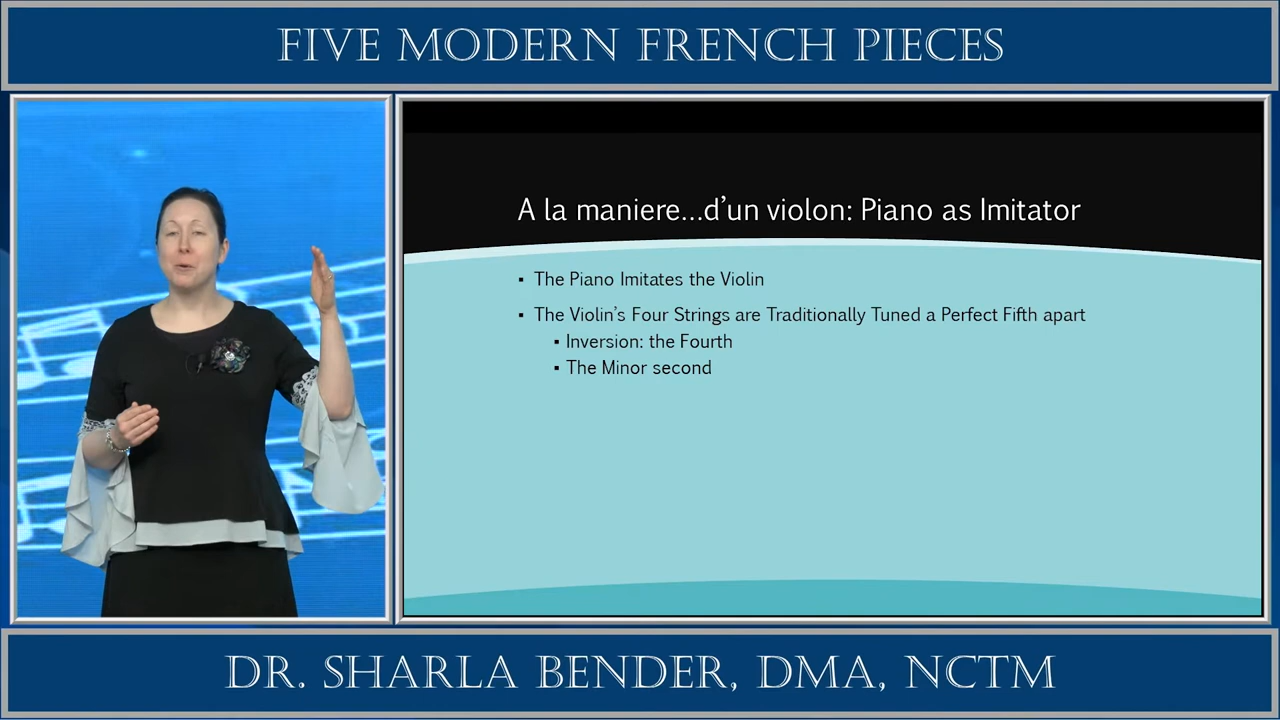 FIVE MODERN FRENCH PIECES
A la maniere...d’un violon: Piano as Imitator
▪ The Piano Imitates the Violin
▪ The Violin’s Four Strings are Traditionally Tuned a Perfect Fifth apart
▪ Inversion: the Fourth
▪ The Minor second
DR. SHARLA BENDER, DMA, NCTM